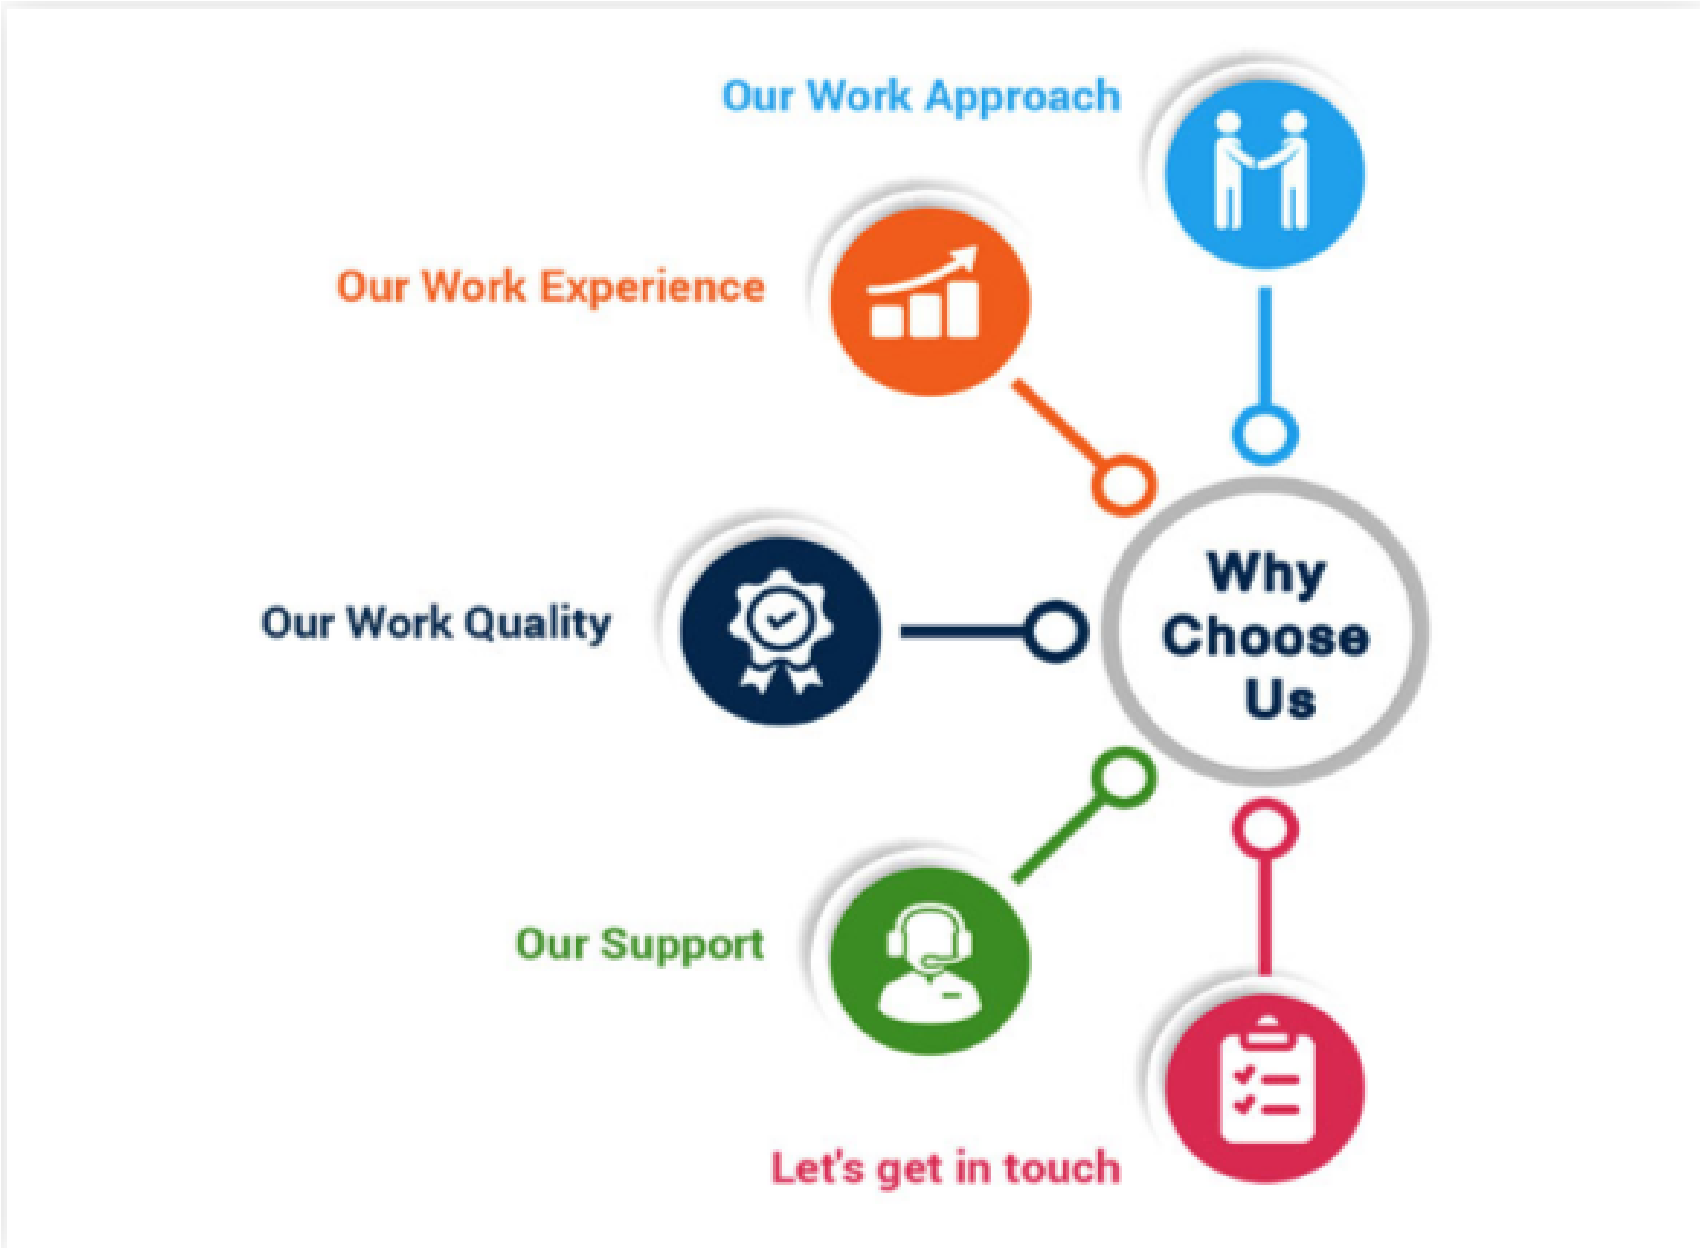 Our Work Approach
Our Work Experience
Our Work Quality
Our Support
Let's get in touch
Why
Choose
Us